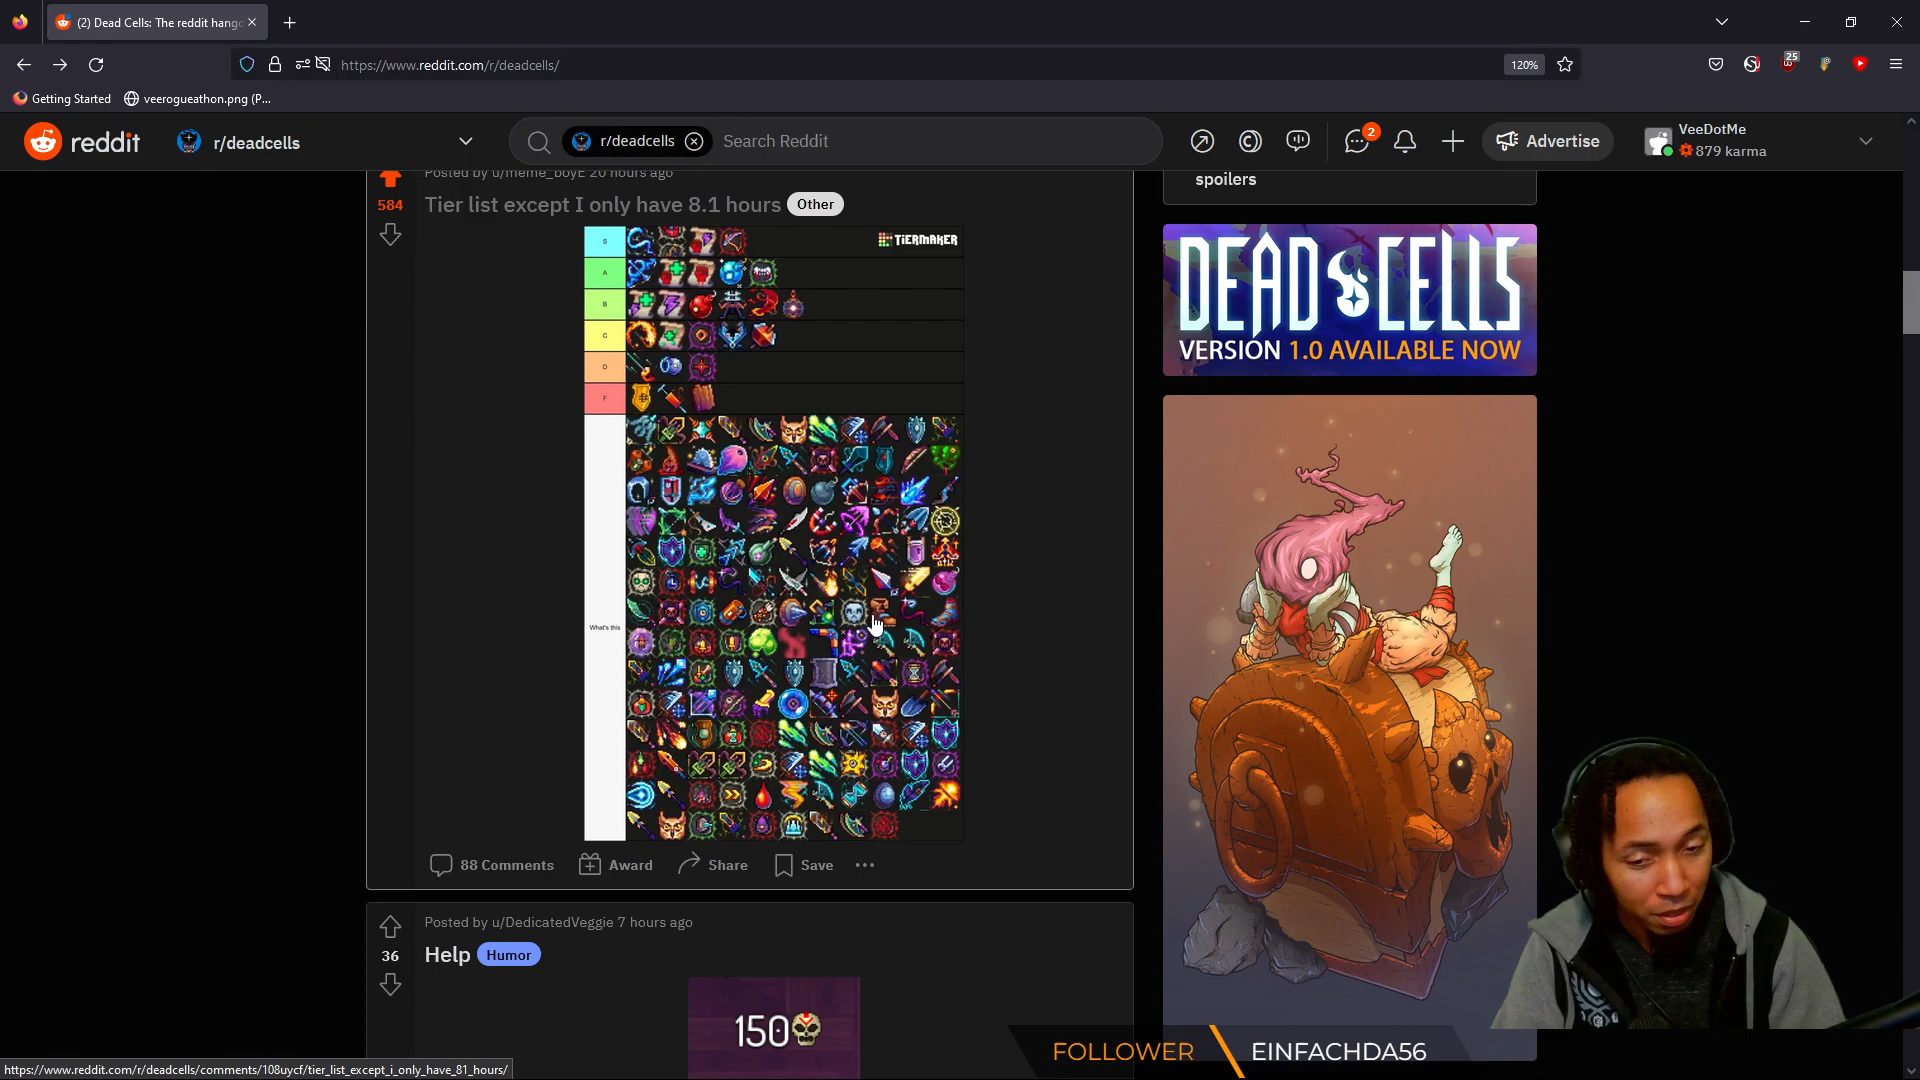 (2) Dead Cells: The reddit hango
https://www.reddit.com/r/deadcells/
120%
25
Getting Started
veerogueathon.png (P...
reddit
r/deadcells
r/deadcells
Search Reddit
2
Advertise
VeeDotMe
879 karma
Posted by u/meme_boyE 20 hours ago
584
Tier list except I only have 8.1 hours
Other
S
TIERMAKER
A
B
C
D
F
What's this
88 Comments
Award
Share
Save
Posted by u/DedicatedVeggie 7 hours ago
36
Help
Humor
150
spoilers
DEAD CELLS
VERSION 1.0 AVAILABLE NOW
FOLLOWER
EINFACHDA56
https://www.reddit.com/r/deadcells/comments/108uycf/tier_list_except_i_only_have_81_hours/